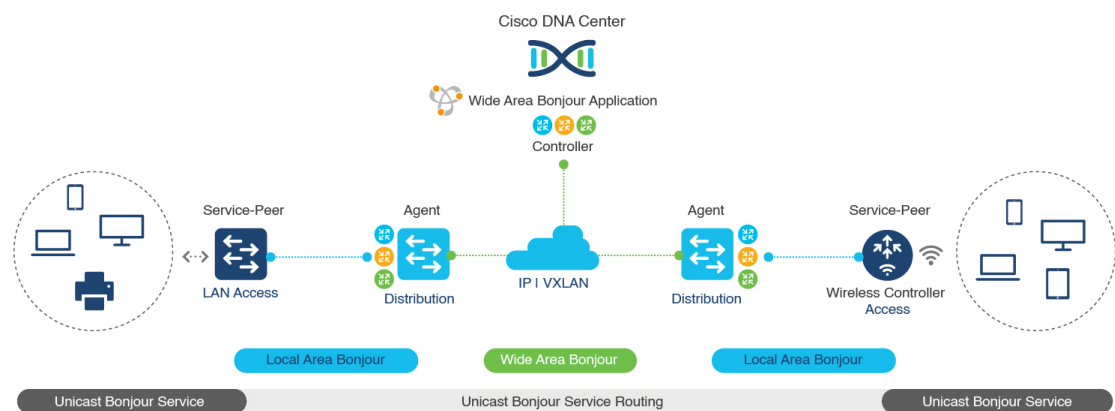 Cisco DNA Center
Wide Area Bonjour Application
Controller
Service-Peer
Agent
Agent
Service-Peer
LAN Access
Distribution
IP | VXLAN
Distribution
Wireless Controller
Access
Local Area Bonjour
Wide Area Bonjour
Local Area Bonjour
Unicast Bonjour Service
Unicast Bonjour Service Routing
Unicast Bonjour Service